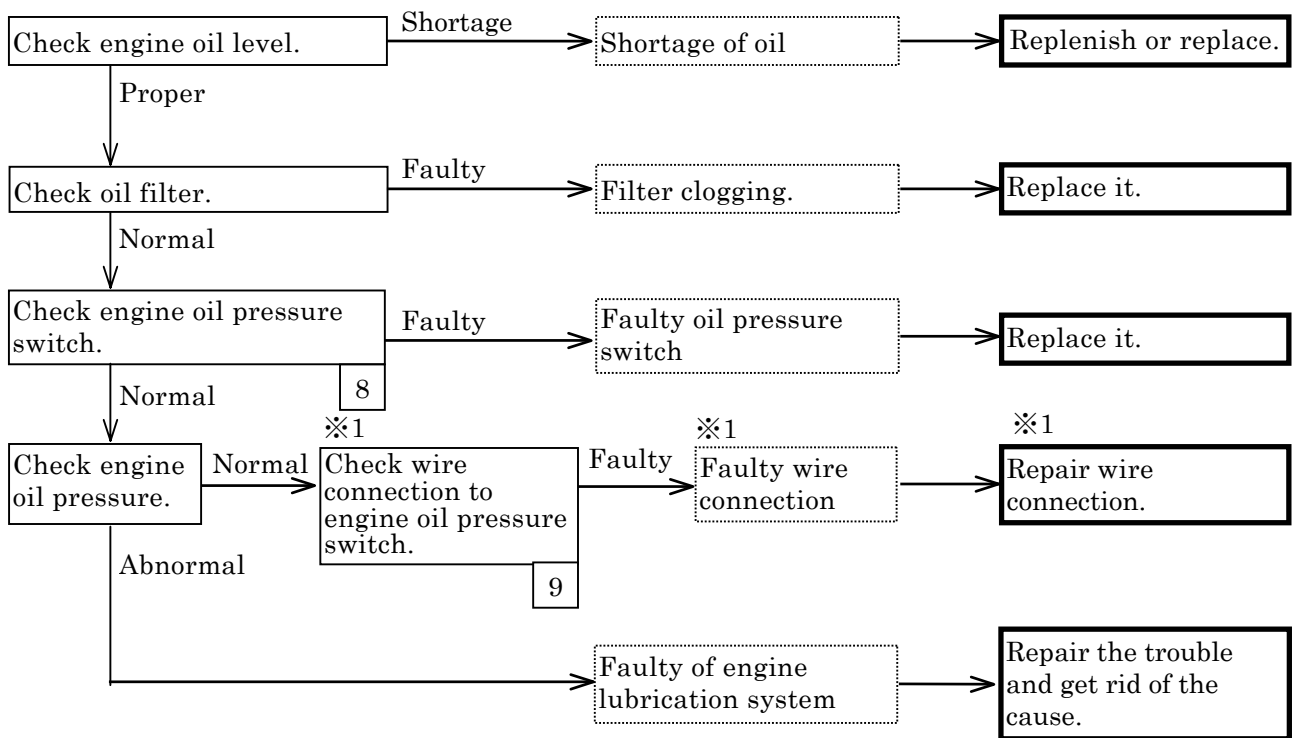 Check engine oil level.
Shortage
Shortage of oil
Replenish or replace.
Proper
Check oil filter.
Faulty
Filter clogging.
Replace it.
Normal
Check engine oil pressure
switch.
8
Faulty
Faulty oil pressure
switch
Replace it.
Normal
Check engine
oil pressure.
Normal
※1
Check wire
connection to
engine oil pressure
switch.
9
Faulty
※1
Faulty wire
connection
※1
Repair wire
connection.
Abnormal
Faulty of engine
lubrication system
Repair the trouble
and get rid of the
cause.